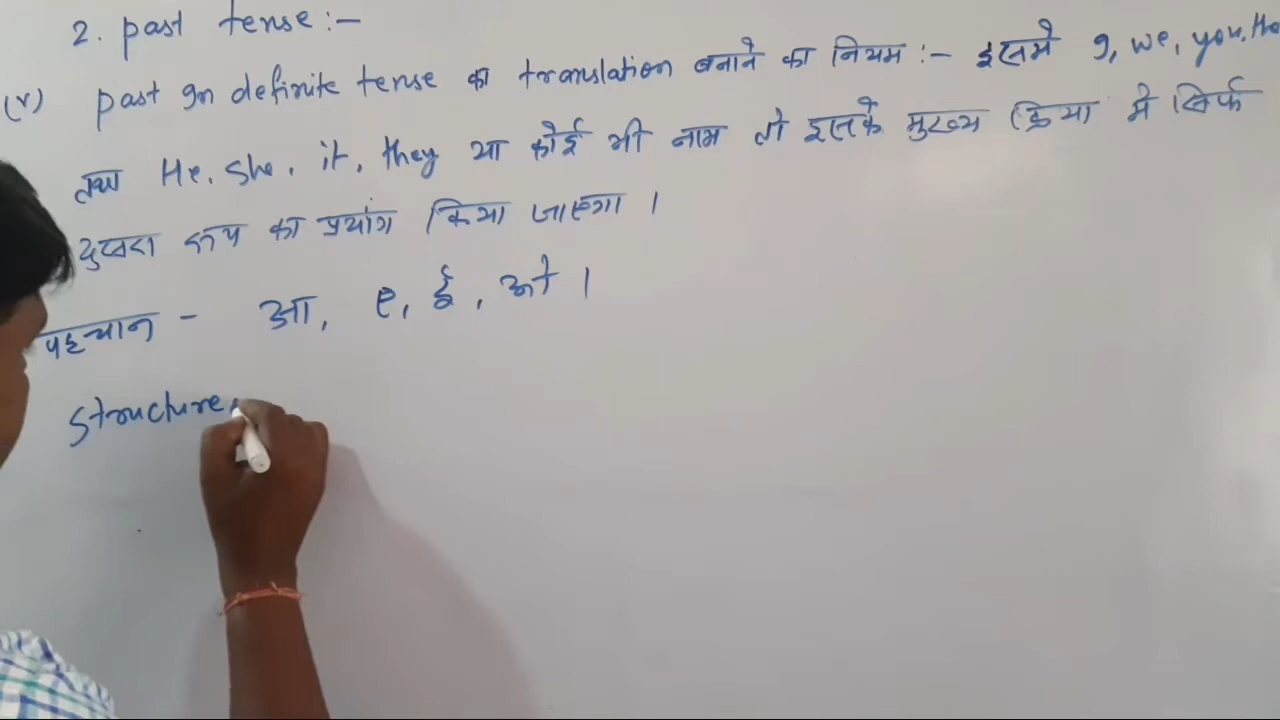 2. past tense :-
(v) past In definite tense का translation बनाने का नियम :- इसमे I, we, you,
तथा He, she, it, they या कोई भी नाम तो इसके मुख्य क्रिया मे सिर्फ
दुसरा रूप का प्रयोग किया जाएगा ।
पहचान - आ, ए, ई, ओ ।
Structure